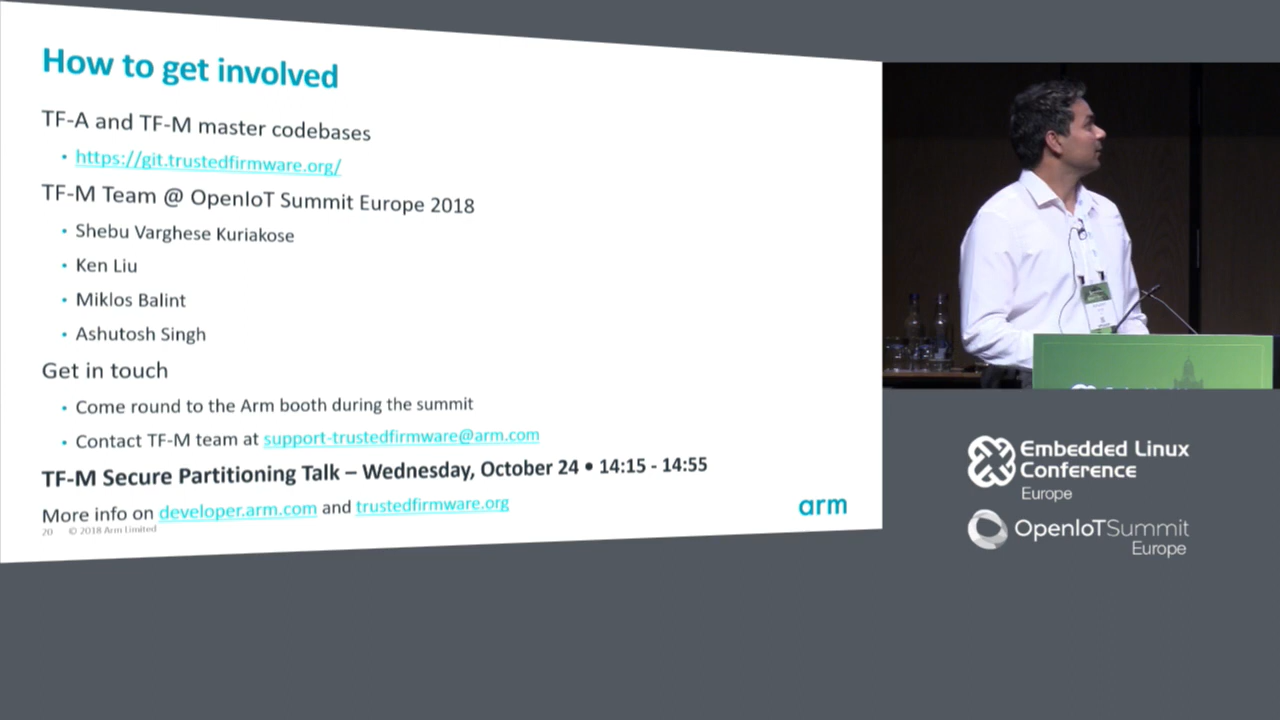 How to get involved
TF-A and TF-M master codebases
• https://git.trustedfirmware.org/
TF-M Team @ OpenIoT Summit Europe 2018
• Shebu Varghese Kuriakose
• Ken Liu
• Miklos Balint
• Ashutosh Singh
Get in touch
• Come round to the Arm booth during the summit
• Contact TF-M team at support-trustedfirmware@arm.com
TF-M Secure Partitioning Talk – Wednesday, October 24 • 14:15 - 14:55
More info on developer.arm.com and trustedfirmware.org
20 © 2018 Arm Limited
arm
Embedded Linux
Conference
Europe
OpenIoTSummit
Europe